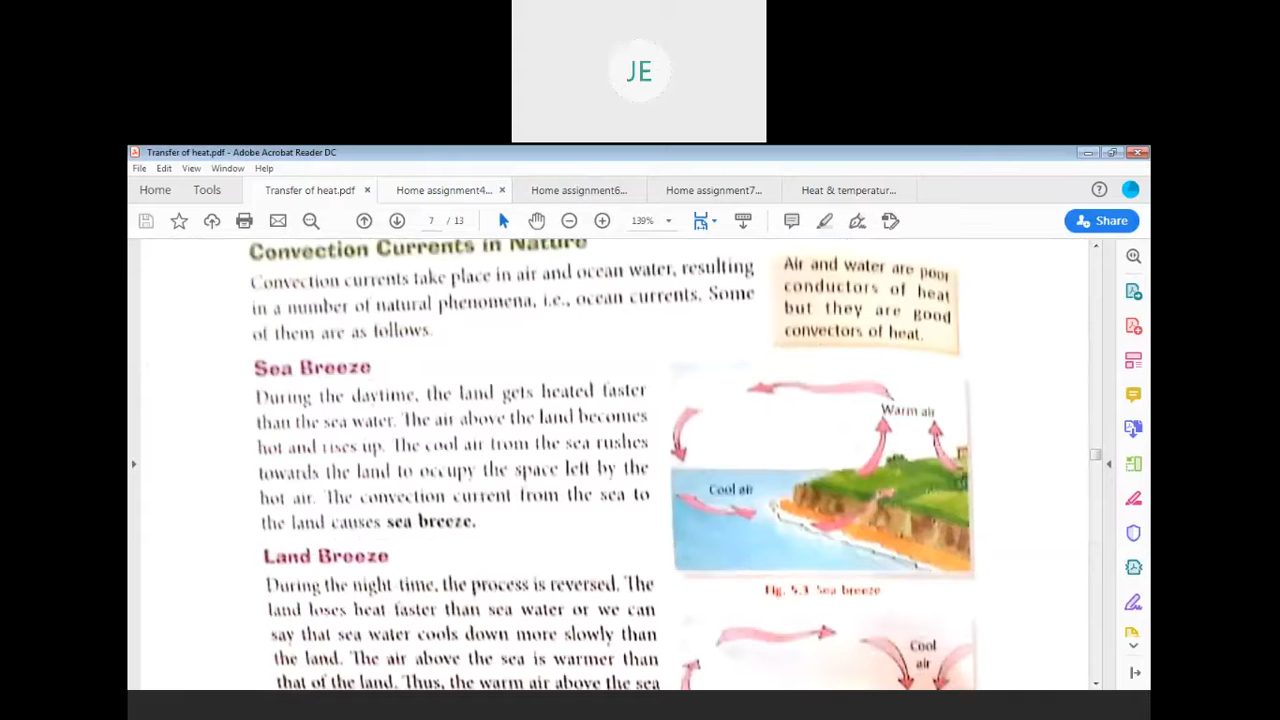 JE
Transfer of heat.pdf - Adobe Acrobat Reader DC
File Edit View Window Help
Home Tools Transfer of heat.pdf × Home assignment4... × Home assignment6... Home assignment7... Heat & temperatur...
7 / 13 139% Share
Convection Currents in Nature
Convection currents take place in air and ocean water, resulting
in a number of natural phenomena, i.e., ocean currents. Some
of them are as follows.
Air and water are poor
conductors of heat
but they are good
convectors of heat.
Sea Breeze
During the daytime, the land gets heated faster
than the sea water. The air above the land becomes
hot and rises up. The cool air from the sea rushes
towards the land to occupy the space left by the
hot air. The convection current from the sea to
the land causes sea breeze.
Warm air
Cool air
Fig. 5.3 Sea breeze
Land Breeze
During the night-time, the process is reversed. The
land loses heat faster than sea water or we can
say that sea water cools down more slowly than
the land. The air above the sea is warmer than
that of the land. Thus, the warm air above the sea
Cool
air